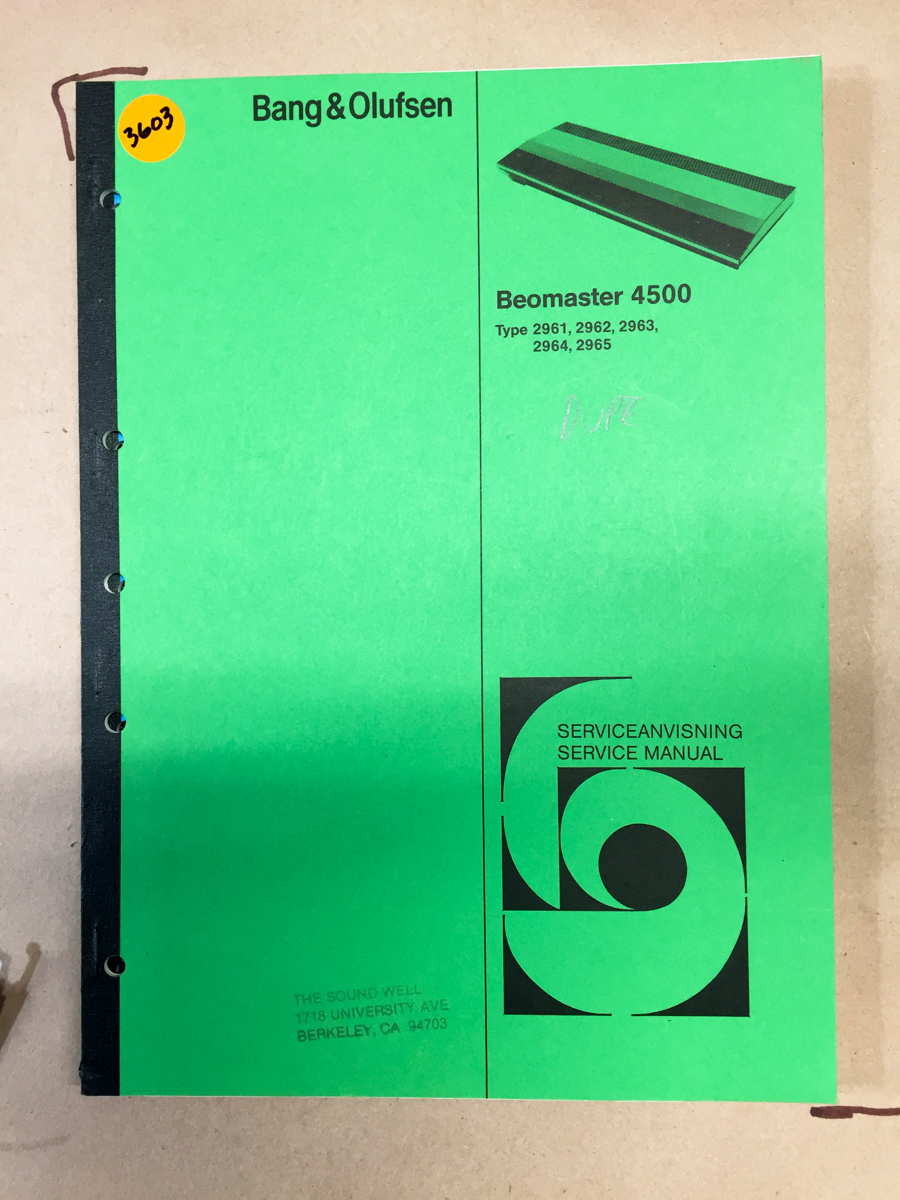 3603
Bang & Olufsen
Beomaster 4500
Type 2961, 2962, 2963,
2964, 2965
DUPE
SERVICEANVISNING
SERVICE MANUAL
THE SOUND WELL
1718 UNIVERSITY AVE
BERKELEY, CA 94703